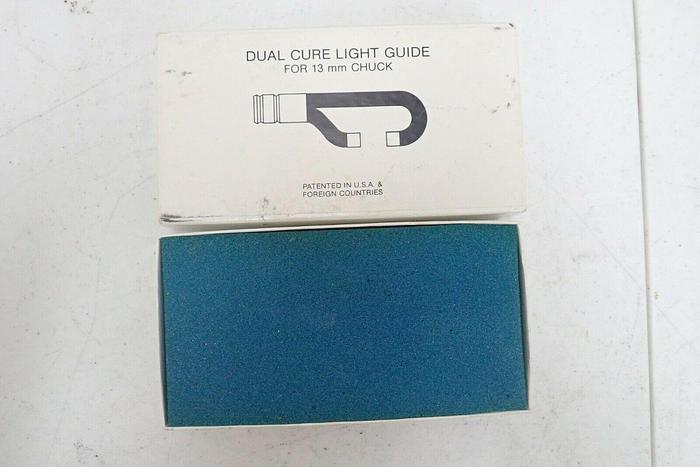 DUAL CURE LIGHT GUIDE
FOR 13 mm CHUCK
PATENTED IN U.S.A. &
FOREIGN COUNTRIES